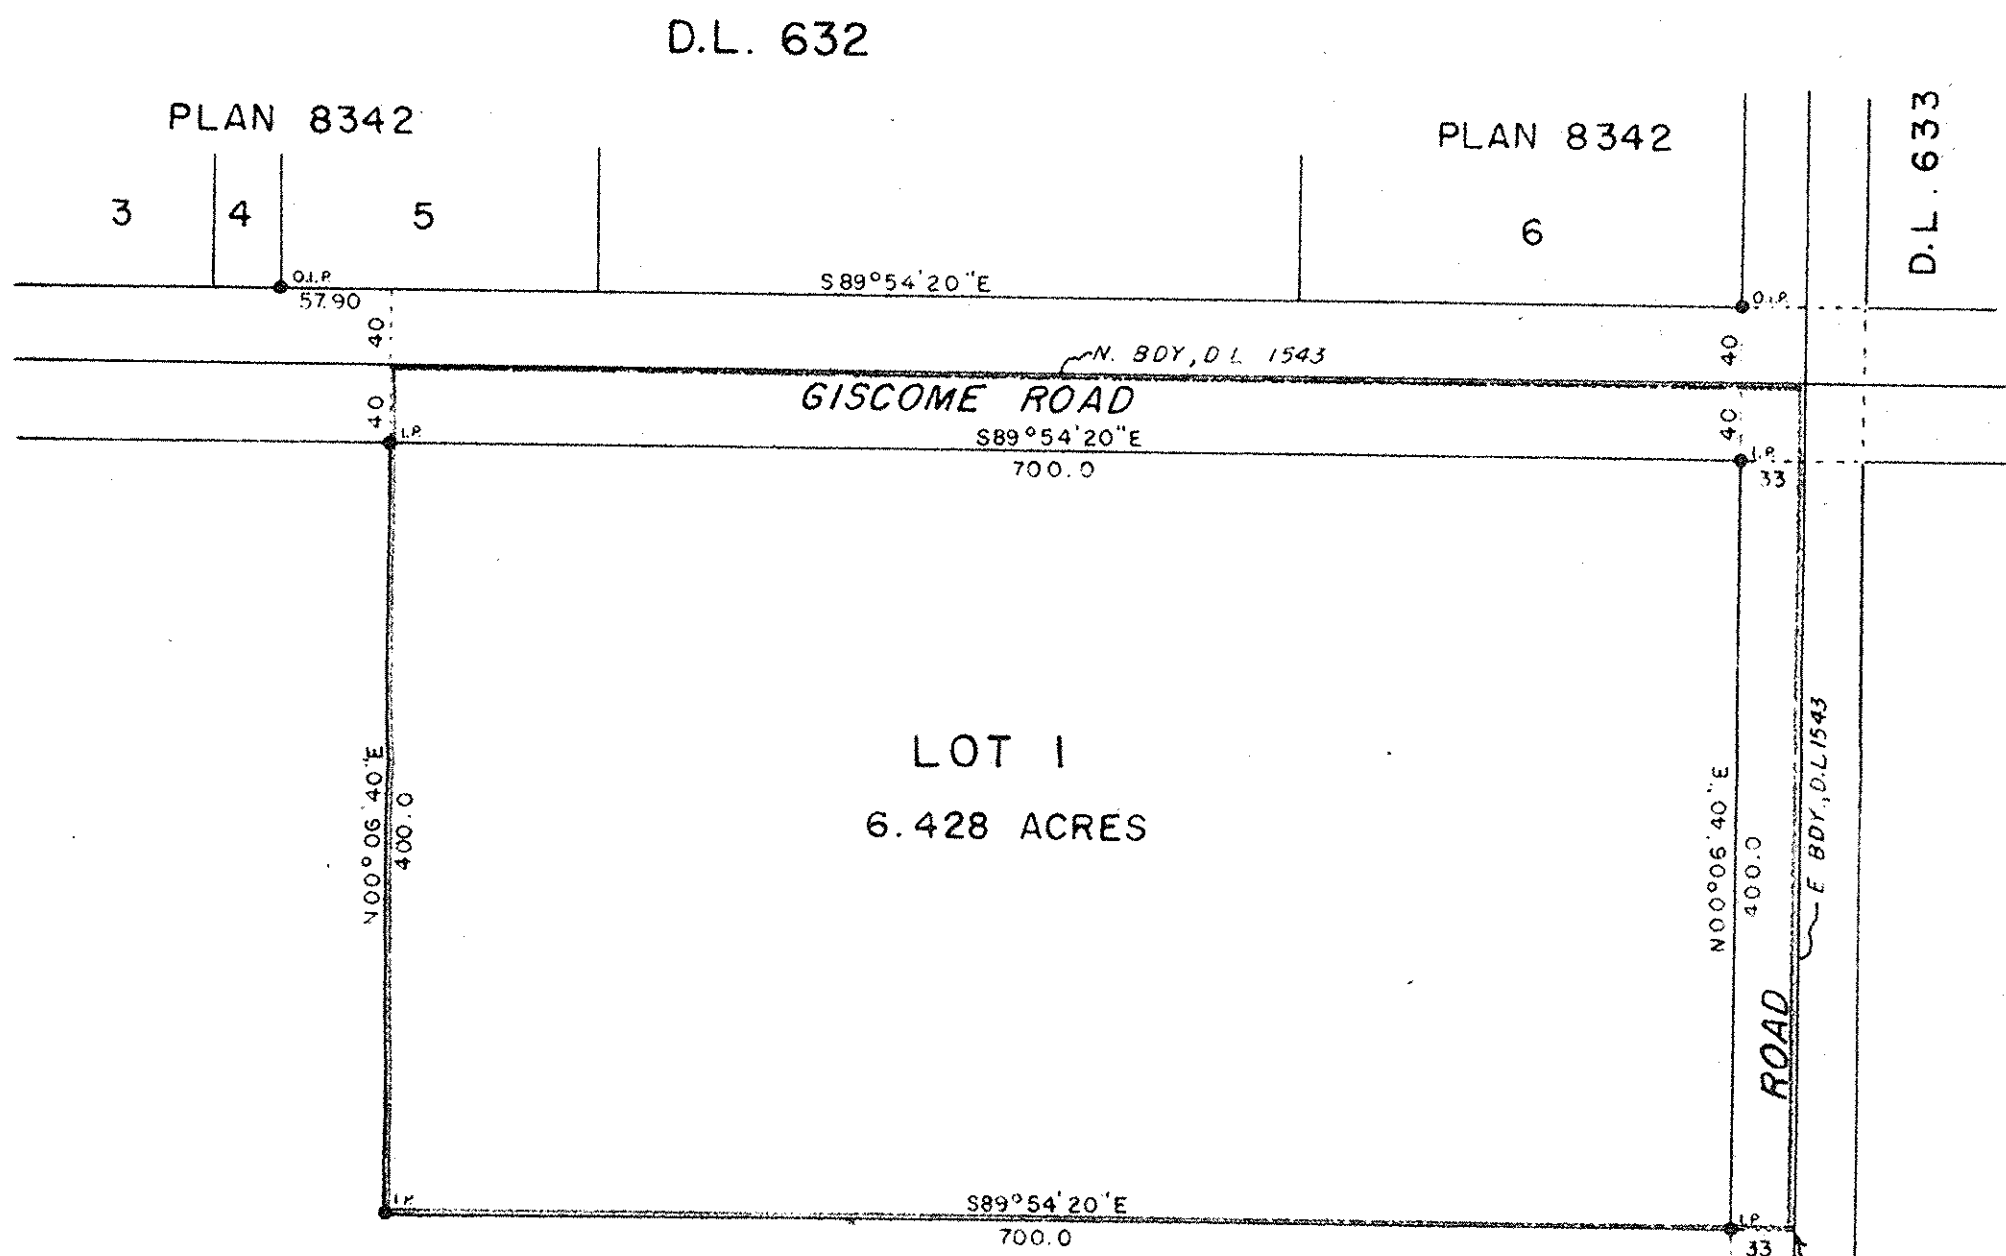 D.L. 632
PLAN 8342
PLAN 8342
D.L. 633
3
4
5
6
O.I.P.
57.90
S89°54'20"E
O.I.P.
40
40
N. BDY, D L 1543
GISCOME ROAD
40
40
I.P.
S89°54'20"E
700.0
I.P.
33
LOT 1
6.428 ACRES
N00°06'40"E
400.0
N00°06'40"E
400.0
E BDY., D.L. 1543
ROAD
I.P.
S89°54'20"E
700.0
I.P.
33